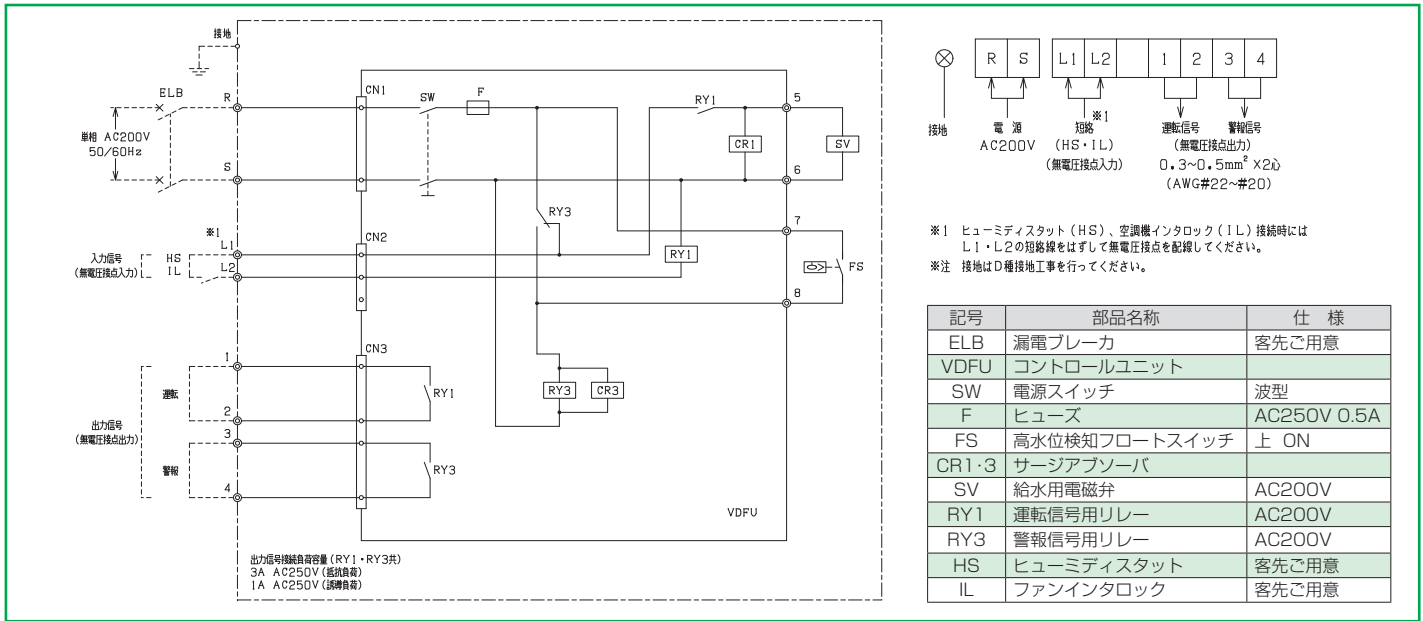 接地
ELB
R
単相 AC200V
50/60Hz
S
CN1
SW
F
RY1
5
CR1
SV
6
RY3
7
※1
L1
入力信号
(無電圧接点入力)
HS
IL
L2
CN2
RY1
FS
8
CN3
1
運転
2
RY1
RY3
CR3
出力信号
(無電圧接点出力)
3
警報
4
RY3
VDFU
出力信号接続負荷容量(RY1・RY3共)
3A AC250V(抵抗負荷)
1A AC250V(誘導負荷)
R S L1 L2 1 2 3 4
接地
電 源
AC200V
※1
短絡
(HS・IL)
(無電圧接点入力)
運転信号 警報信号
(無電圧接点出力)
0.3~0.5mm² ×2心
(AWG#22~#20)
※1 ヒューミディスタット(HS)、空調機インタロック(IL)接続時には
L1・L2の短絡線をはずして無電圧接点を配線してください。
※注 接地はD種接地工事を行ってください。
記号 部品名称 仕 様
ELB 漏電ブレーカ 客先ご用意
VDFU コントロールユニット
SW 電源スイッチ 波型
F ヒューズ AC250V 0.5A
FS 高水位検知フロートスイッチ 上 ON
CR1・3 サージアブソーバ
SV 給水用電磁弁 AC200V
RY1 運転信号用リレー AC200V
RY3 警報信号用リレー AC200V
HS ヒューミディスタット 客先ご用意
IL ファンインタロック 客先ご用意